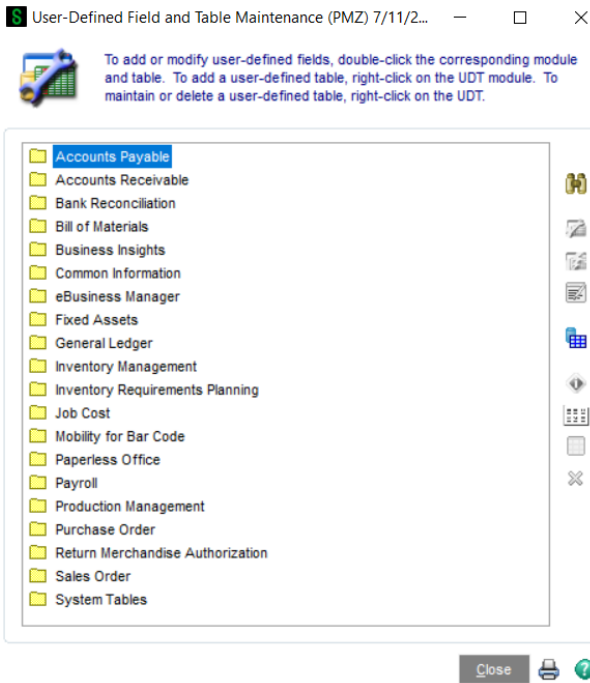 S User-Defined Field and Table Maintenance (PMZ) 7/11/2...
To add or modify user-defined fields, double-click the corresponding module
and table. To add a user-defined table, right-click on the UDT module. To
maintain or delete a user-defined table, right-click on the UDT.
Accounts Payable
Accounts Receivable
Bank Reconciliation
Bill of Materials
Business Insights
Common Information
eBusiness Manager
Fixed Assets
General Ledger
Inventory Management
Inventory Requirements Planning
Job Cost
Mobility for Bar Code
Paperless Office
Payroll
Production Management
Purchase Order
Return Merchandise Authorization
Sales Order
System Tables
Close
?